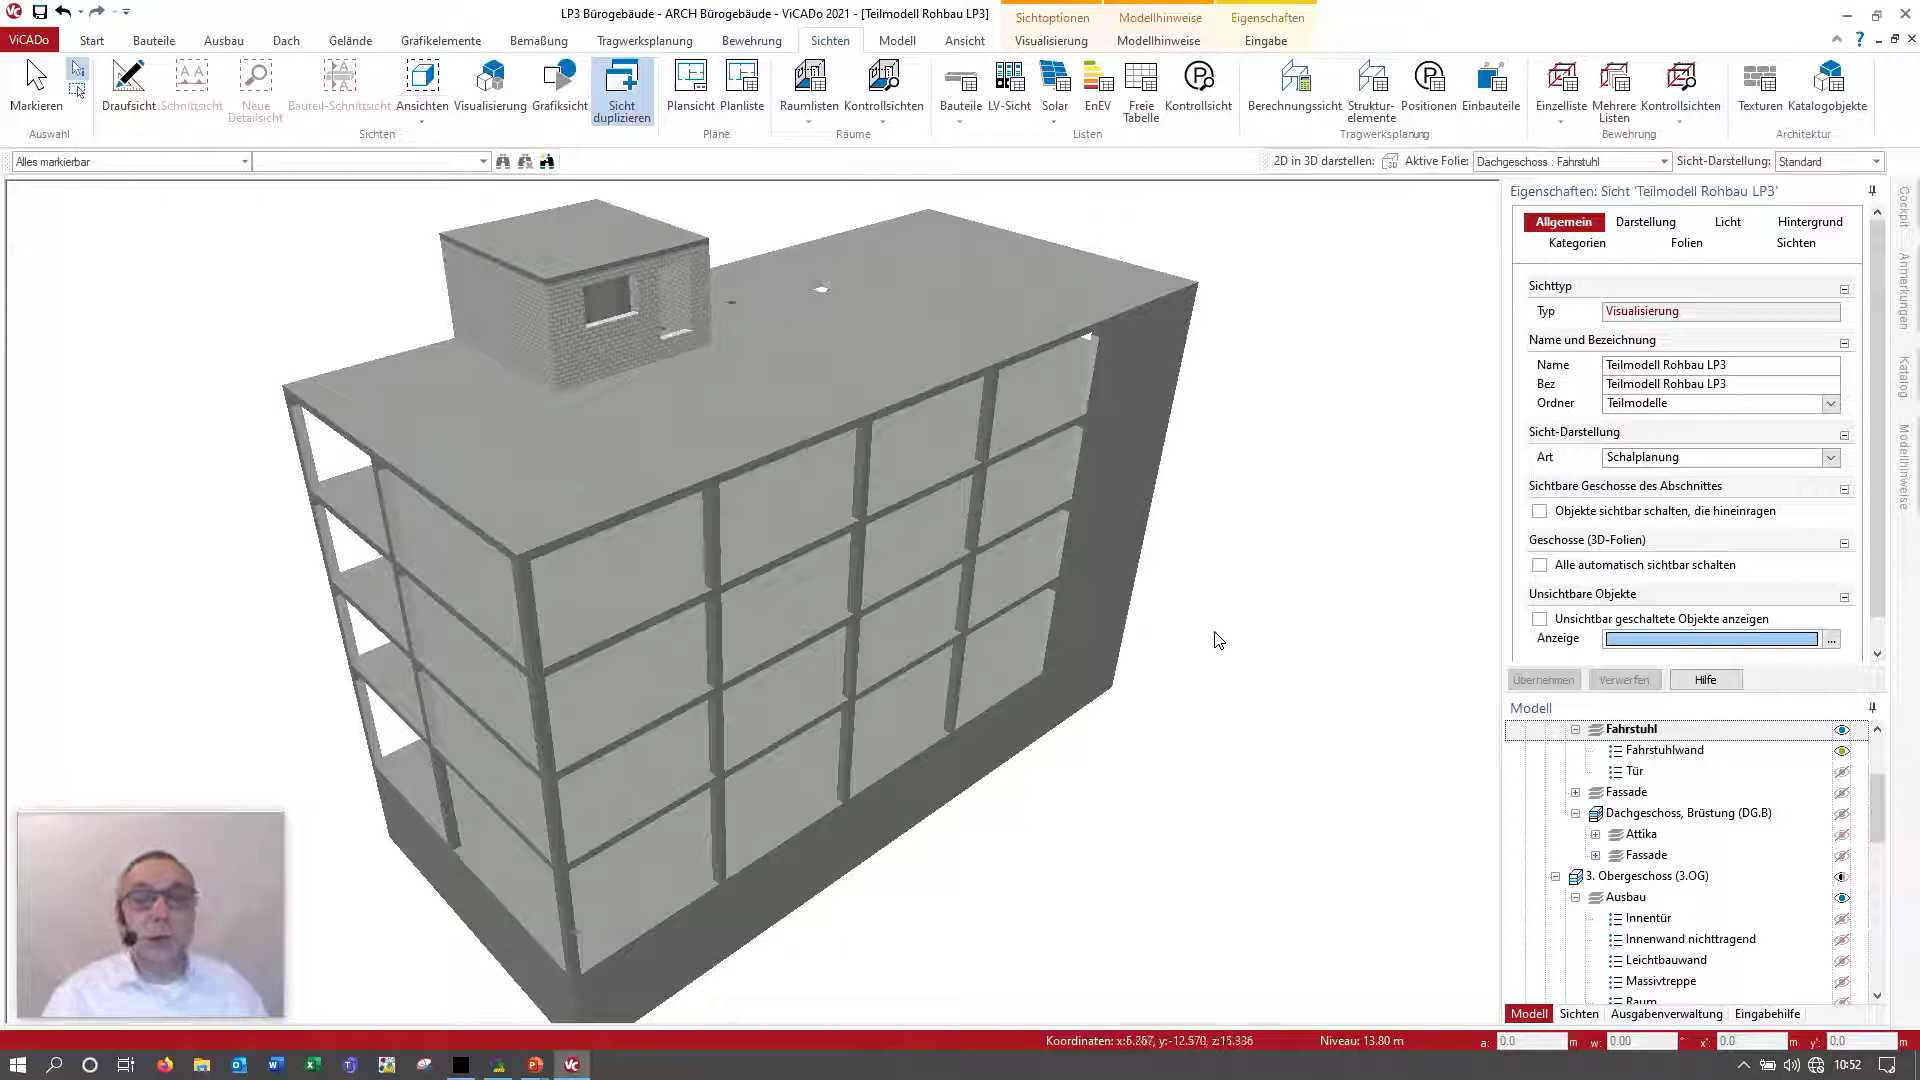 LP3 Bürogebäude - ARCH Bürogebäude - ViCADo 2021 - [Teilmodell Rohbau LP3]
Sichtoptionen Modellhinweise Eigenschaften
ViCADo Start Bauteile Ausbau Dach Gelände Grafikelemente Bemaßung Tragwerksplanung Bewehrung Sichten Modell Ansicht Visualisierung Modellhinweise Eingabe
Markieren Draufsicht Schnittsicht Neue Detailsicht Bauteil-Schnittsicht Ansichten Visualisierung Grafiksicht Sicht duplizieren Plansicht Planliste Raumlisten Kontrollsichten Bauteile LV-Sicht Solar EnEV Freie Tabelle Kontrollsicht Berechnungssicht Struktur-elemente Positionen Einbauteile Einzelliste Mehrere Listen Kontrollsichten Texturen Katalogobjekte
Auswahl Sichten Pläne Räume Listen Tragwerksplanung Bewehrung Architektur
Alles markierbar 2D in 3D darstellen: Aktive Folie: Dachgeschoss : Fahrstuhl Sicht-Darstellung: Standard
Eigenschaften: Sicht 'Teilmodell Rohbau LP3'
Allgemein Darstellung Licht Hintergrund
Kategorien Folien Sichten
Sichttyp
Typ Visualisierung
Name und Bezeichnung
Name Teilmodell Rohbau LP3
Bez Teilmodell Rohbau LP3
Ordner Teilmodelle
Sicht-Darstellung
Art Schalplanung
Sichtbare Geschosse des Abschnittes
Objekte sichtbar schalten, die hineinragen
Geschosse (3D-Folien)
Alle automatisch sichtbar schalten
Unsichtbare Objekte
Unsichtbar geschaltete Objekte anzeigen
Anzeige ...
Übernehmen Verwerfen Hilfe
Cockpit
Anmerkungen
Katalog
Modellhinweise
Modell
Fahrstuhl
Fahrstuhlwand
Tür
Fassade
Dachgeschoss, Brüstung (DG.B)
Attika
Fassade
3. Obergeschoss (3.OG)
Ausbau
Innentür
Innenwand nichttragend
Leichtbauwand
Massivtreppe
Raum
Modell Sichten Ausgabenverwaltung Eingabehilfe
Koordinaten: x:6.267, y:-12.570, z:15.336 Niveau: 13.80 m a: 0.0 m w: 0.00 ° x': 0.0 m y': 0.0 m
10:52